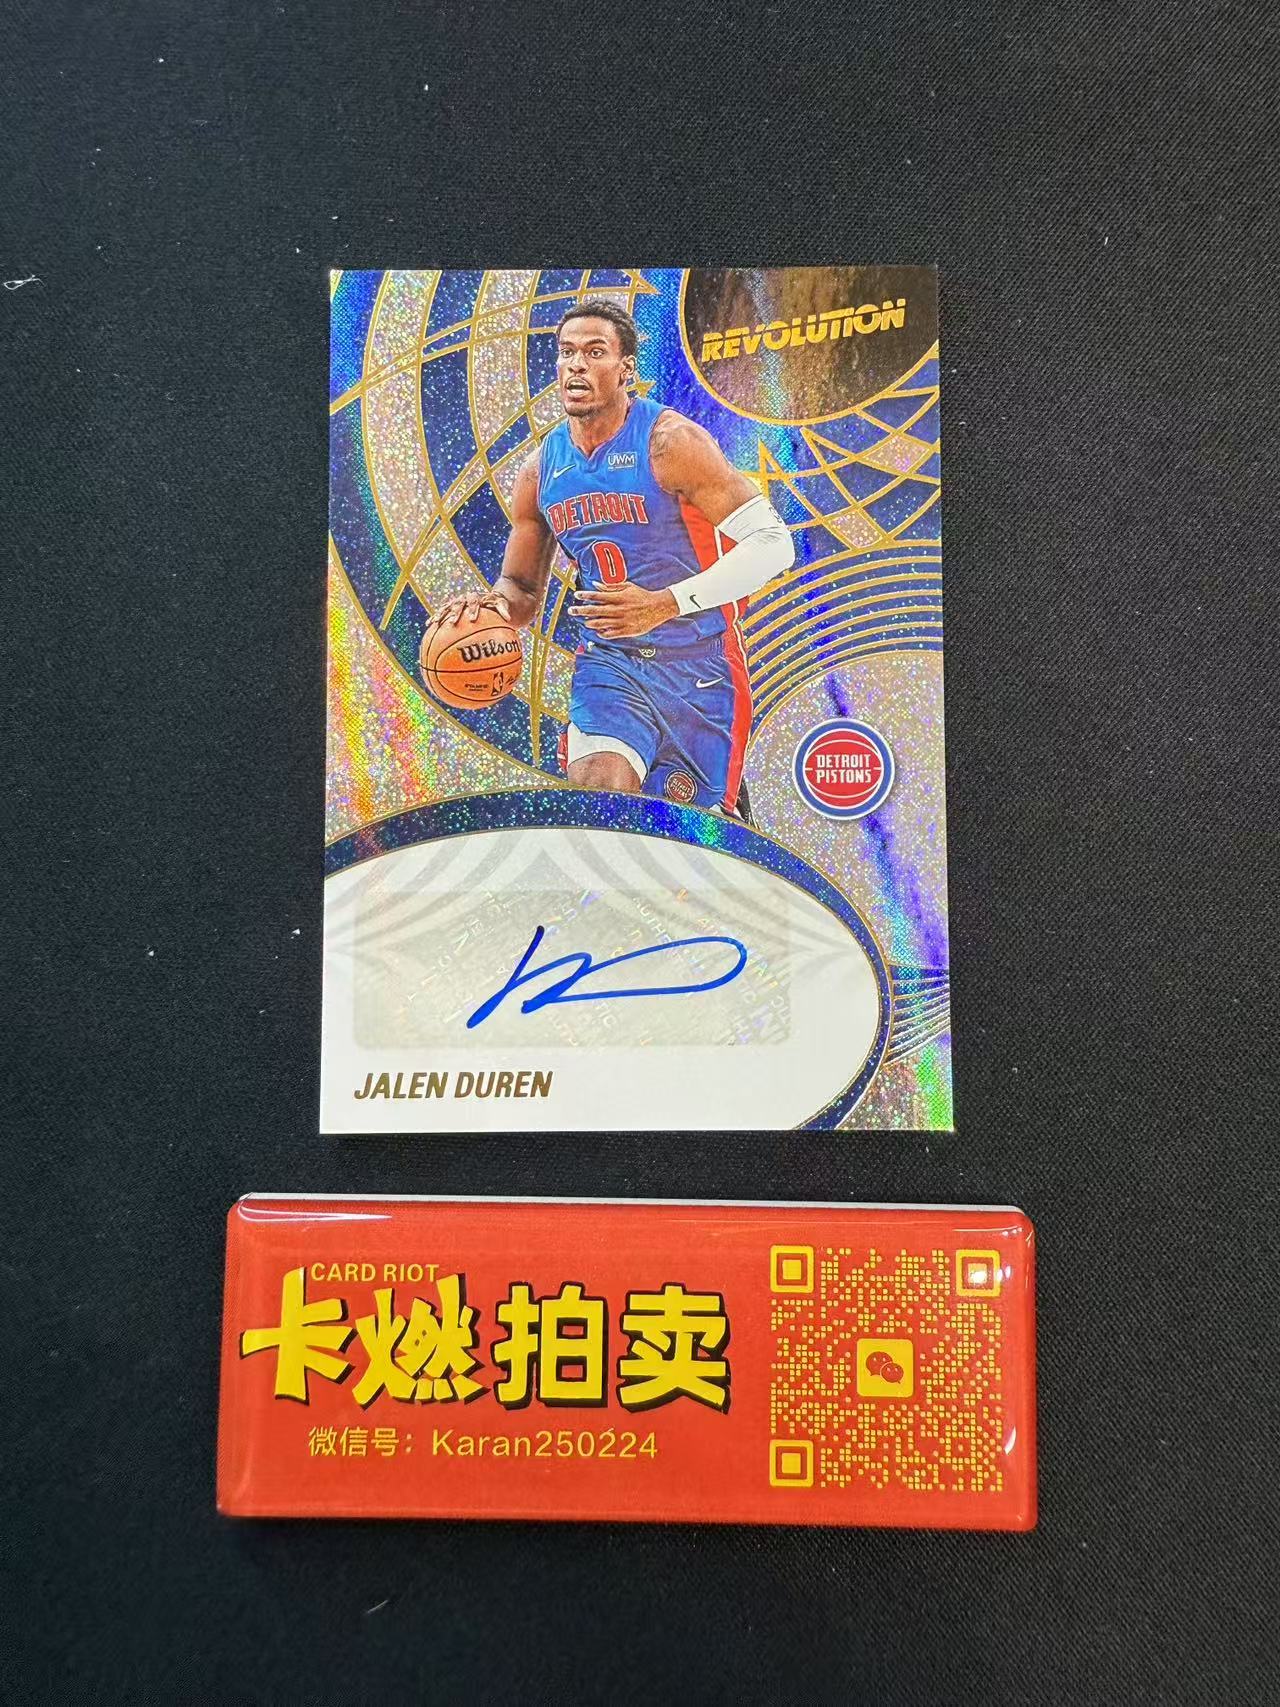 REVOLUTION
UWM
DETROIT
0
Wilson
DETROIT
PISTONS
JALEN DUREN
CARD RIOT
卡燃拍卖
微信号：Karan250224